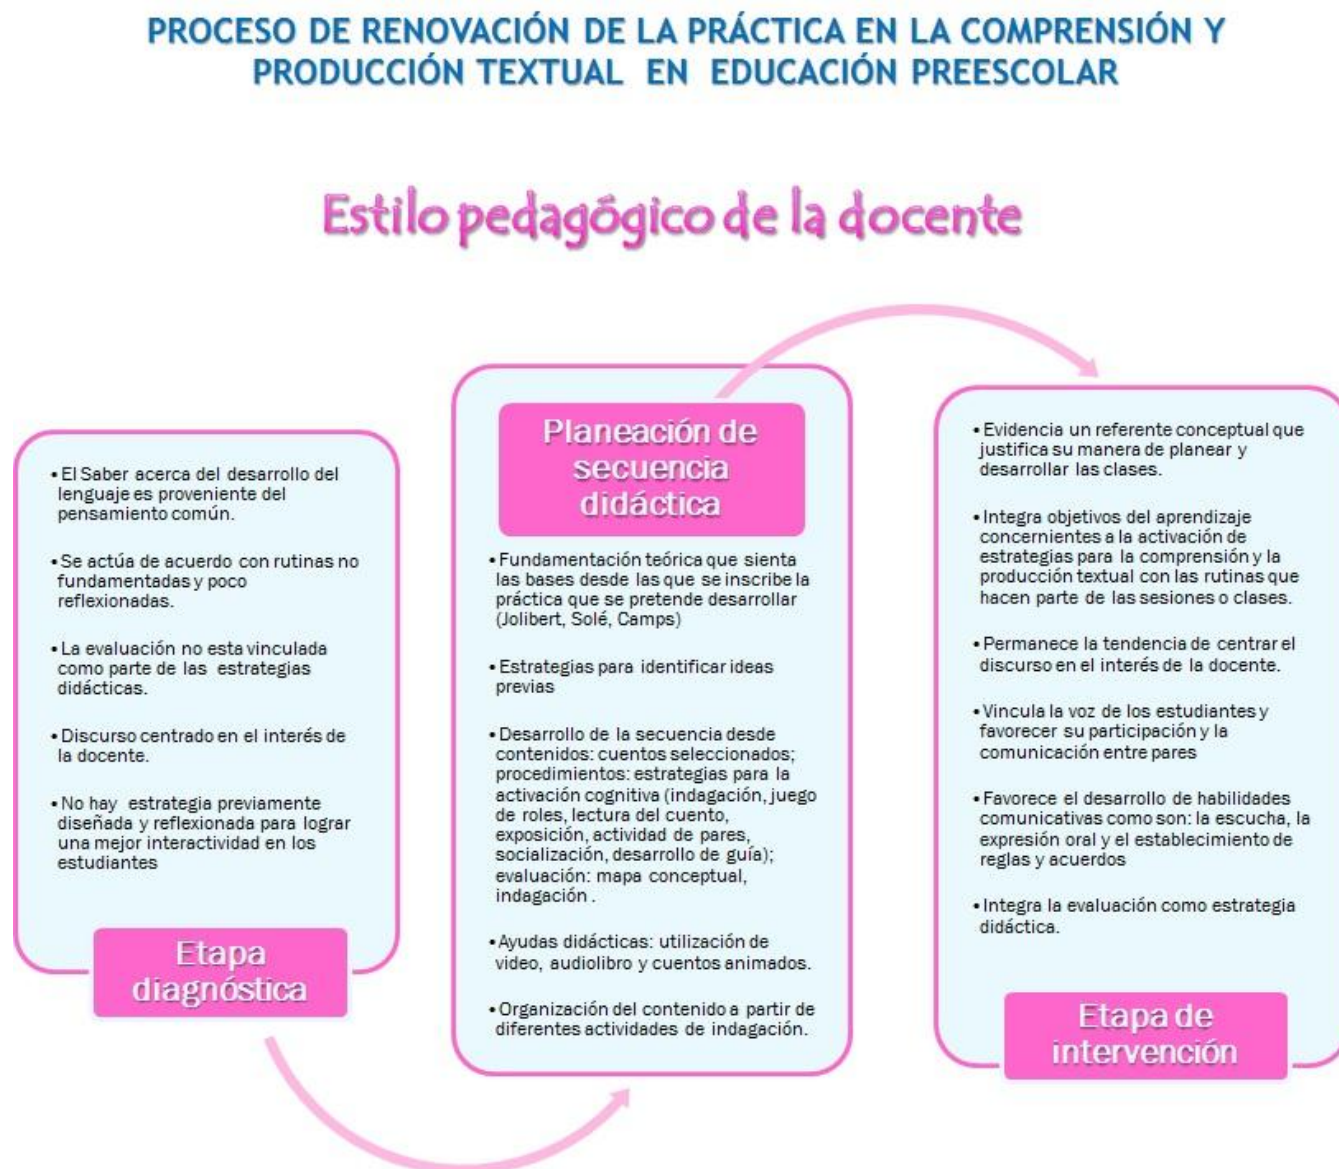 PROCESO DE RENOVACIÓN DE LA PRÁCTICA EN LA COMPRENSIÓN Y
PRODUCCIÓN TEXTUAL EN EDUCACIÓN PREESCOLAR
Estilo pedagógico de la docente
• El Saber acerca del desarrollo del
lenguaje es proveniente del
pensamiento común.
• Se actúa de acuerdo con rutinas no
fundamentadas y poco
reflexionadas.
• La evaluación no esta vinculada
como parte de las estrategias
didácticas.
• Discurso centrado en el interés de
la docente.
• No hay estrategia previamente
diseñada y reflexionada para lograr
una mejor interactividad en los
estudiantes
Etapa
diagnóstica
Planeación de
secuencia
didáctica
• Fundamentación teórica que sienta
las bases desde las que se inscribe la
práctica que se pretende desarrollar
(Jolibert, Solé, Camps)
• Estrategias para identificar ideas
previas
• Desarrollo de la secuencia desde
contenidos: cuentos seleccionados;
procedimientos: estrategias para la
activación cognitiva (indagación, juego
de roles, lectura del cuento,
exposición, actividad de pares,
socialización, desarrollo de guía);
evaluación: mapa conceptual,
indagación .
• Ayudas didácticas: utilización de
video, audiolibro y cuentos animados.
• Organización del contenido a partir de
diferentes actividades de indagación.
• Evidencia un referente conceptual que
justifica su manera de planear y
desarrollar las clases.
• Integra objetivos del aprendizaje
concernientes a la activación de
estrategias para la comprensión y la
producción textual con las rutinas que
hacen parte de las sesiones o clases.
• Permanece la tendencia de centrar el
discurso en el interés de la docente.
• Vincula la voz de los estudiantes y
favorecer su participación y la
comunicación entre pares
• Favorece el desarrollo de habilidades
comunicativas como son: la escucha, la
expresión oral y el establecimiento de
reglas y acuerdos
• Integra la evaluación como estrategia
didáctica.
Etapa de
intervención